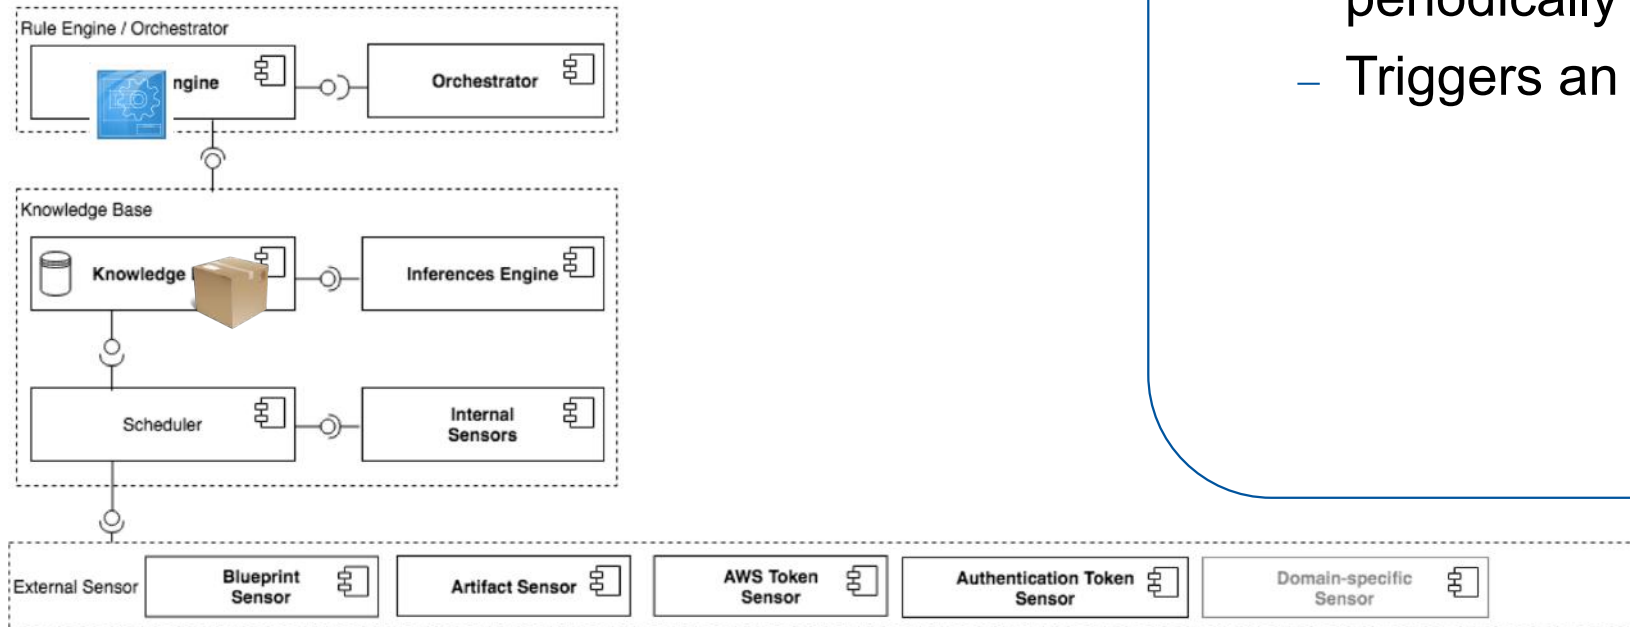 periodically
– Triggers an
Rule Engine / Orchestrator
ngine
Orchestrator
Knowledge Base
Knowledge
Inferences Engine
Scheduler
Internal
Sensors
External Sensor
Blueprint
Sensor
Artifact Sensor
AWS Token
Sensor
Authentication Token
Sensor
Domain-specific
Sensor